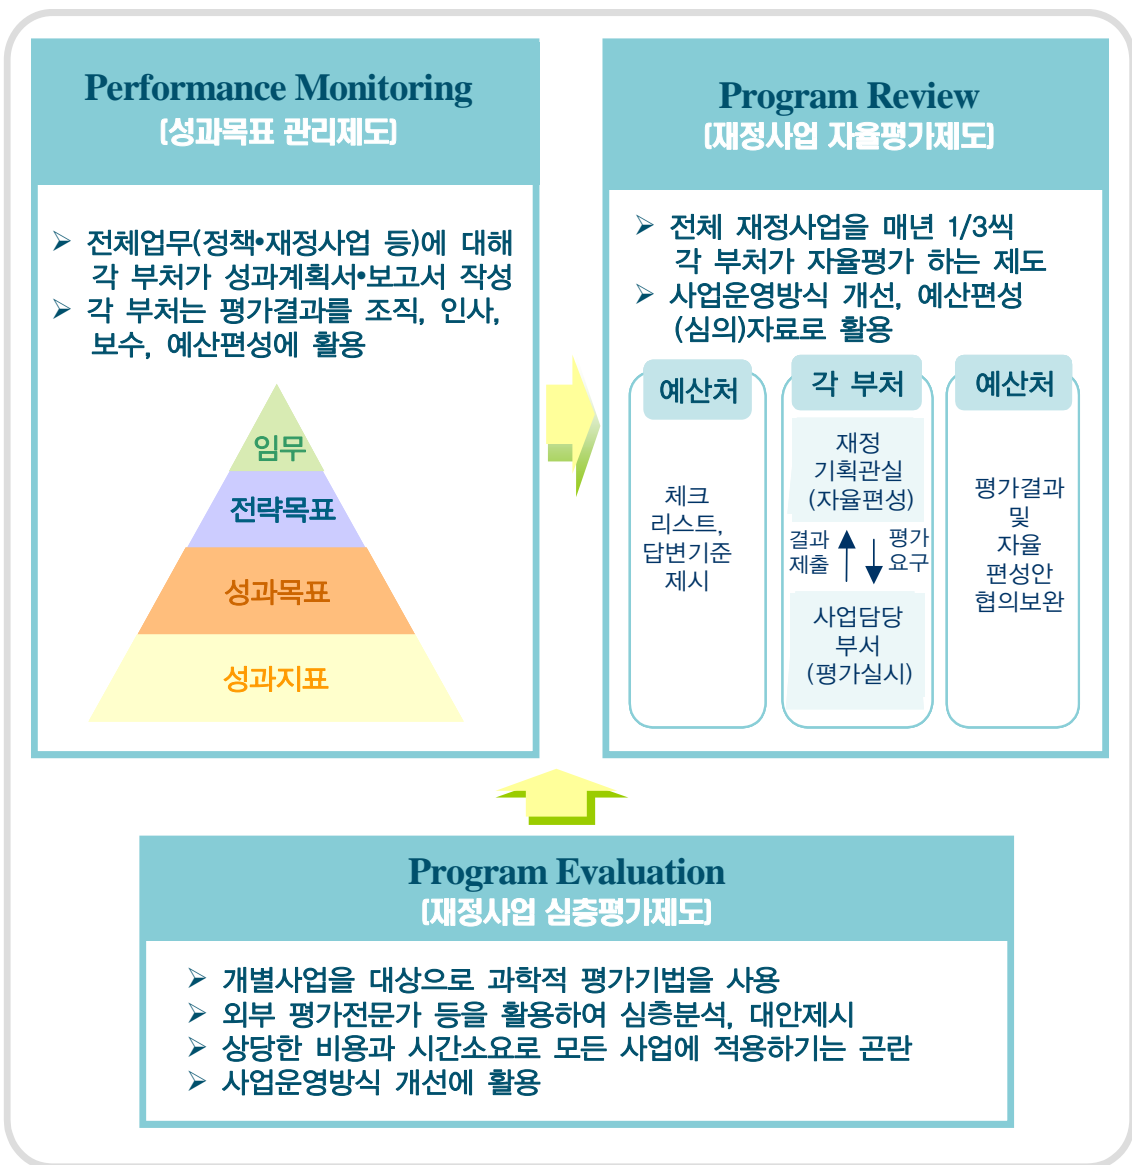 Performance Monitoring
(성과목표 관리제도)
➢ 전체업무(정책•재정사업 등)에 대해
각 부처가 성과계획서•보고서 작성
➢ 각 부처는 평가결과를 조직, 인사,
보수, 예산편성에 활용
임무
전략목표
성과목표
성과지표
Program Review
(재정사업 자율평가제도)
➢ 전체 재정사업을 매년 1/3씩
각 부처가 자율평가 하는 제도
➢ 사업운영방식 개선, 예산편성
(심의)자료로 활용
예산처
체크
리스트,
답변기준
제시
각 부처
재정
기획관실
(자율편성)
결과
제출
평가
요구
사업담당
부서
(평가실시)
예산처
평가결과
및
자율
편성안
협의보완
Program Evaluation
(재정사업 심층평가제도)
➢ 개별사업을 대상으로 과학적 평가기법을 사용
➢ 외부 평가전문가 등을 활용하여 심층분석, 대안제시
➢ 상당한 비용과 시간소요로 모든 사업에 적용하기는 곤란
➢ 사업운영방식 개선에 활용